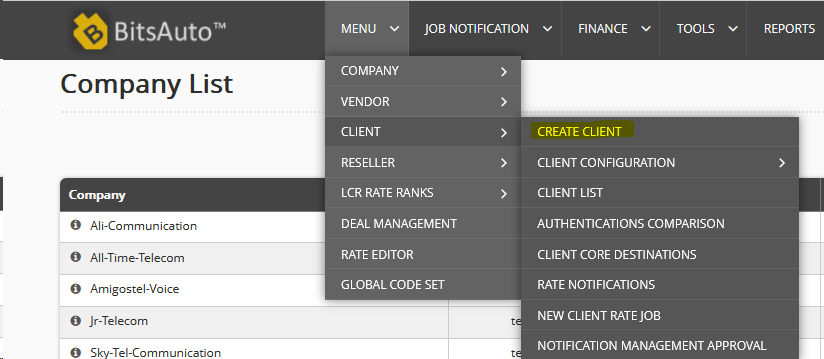 BitsAuto™
MENU
JOB NOTIFICATION
FINANCE
TOOLS
REPORTS
Company List
COMPANY
VENDOR
CLIENT
RESELLER
LCR RATE RANKS
DEAL MANAGEMENT
RATE EDITOR
GLOBAL CODE SET
CREATE CLIENT
CLIENT CONFIGURATION
CLIENT LIST
AUTHENTICATIONS COMPARISON
CLIENT CORE DESTINATIONS
RATE NOTIFICATIONS
NEW CLIENT RATE JOB
NOTIFICATION MANAGEMENT APPROVAL
Company
Ali-Communication
All-Time-Telecom
Amigostel-Voice
Jr-Telecom
Sky-Tel-Communication